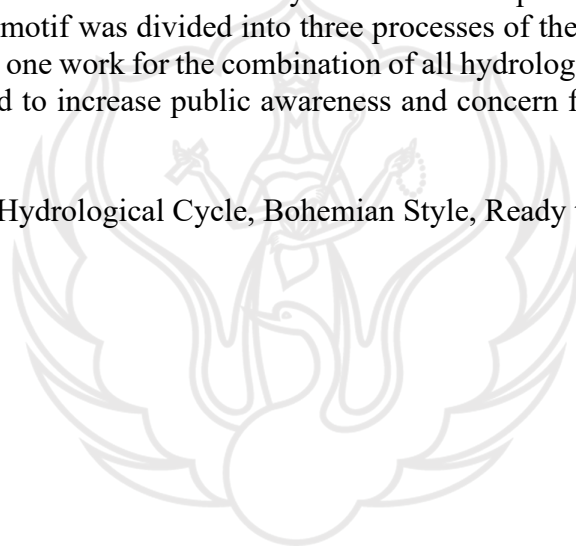 motif was divided into three processes of the
one work for the combination of all hydrolog
d to increase public awareness and concern f
Hydrological Cycle, Bohemian Style, Ready